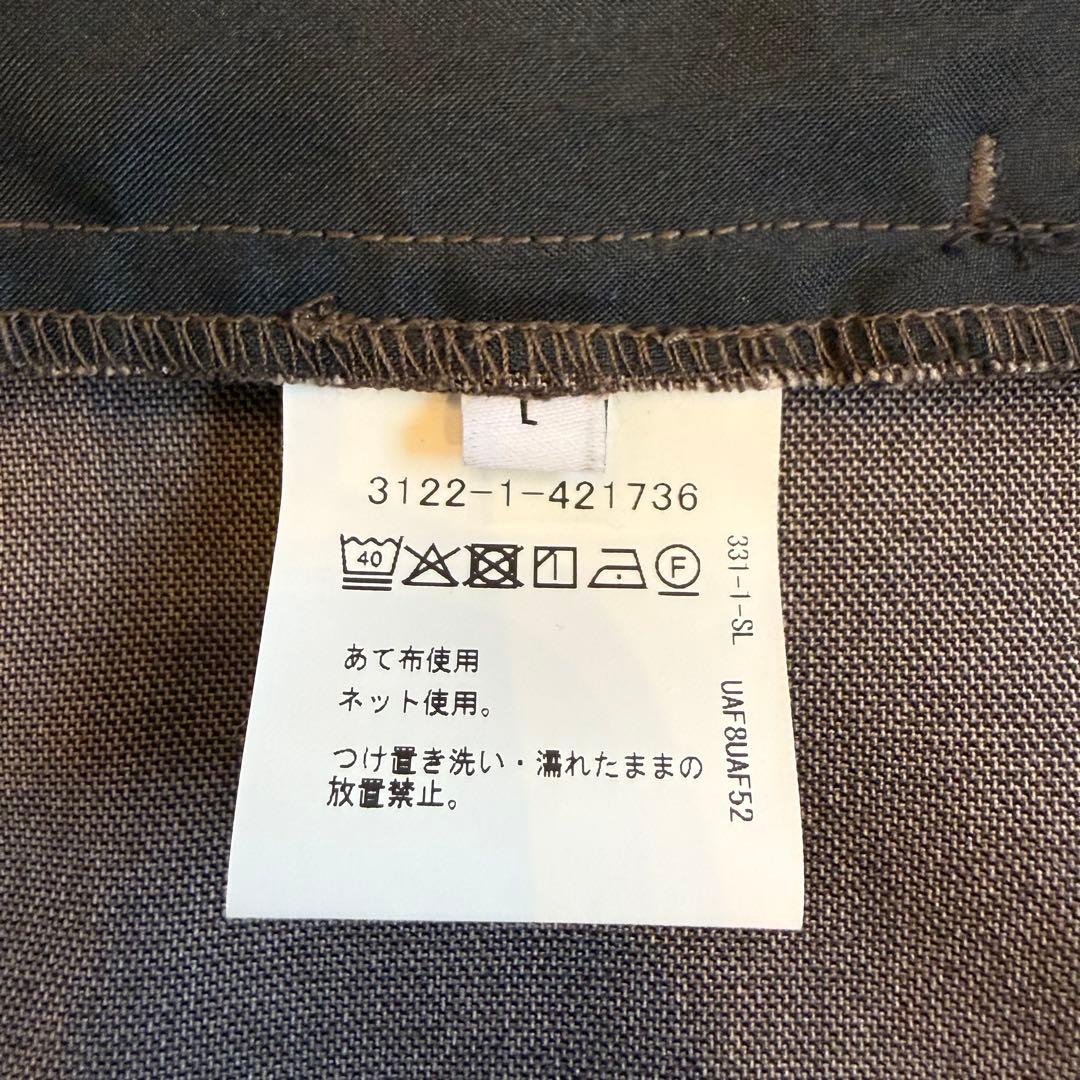 L
3122-1-421736
40 F
あて布使用
ネット使用。
つけ置き洗い・濡れたままの
放置禁止。
331-1-SL UAF8UAF52